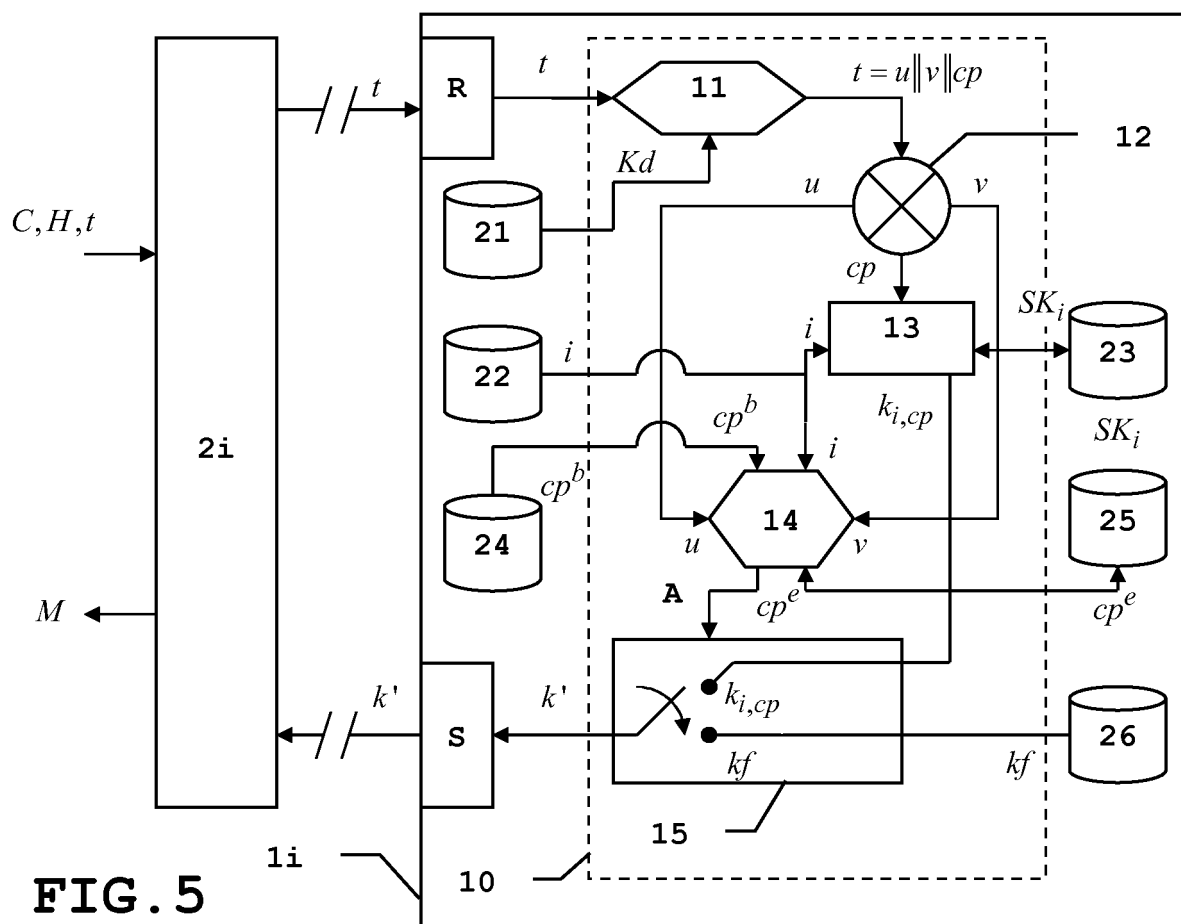 t
R
t
11
t = u||v||cp
Kd
12
u
v
C, H, t
21
cp
SK_i
i
13
23
i
22
k_{i,cp}
cp^b
SK_i
2i
i
cp^b
24
14
25
u
v
A
cp^e
cp^e
M
k'
S
k'
k_{i,cp}
kf
kf
26
15
1i
10
FIG.5